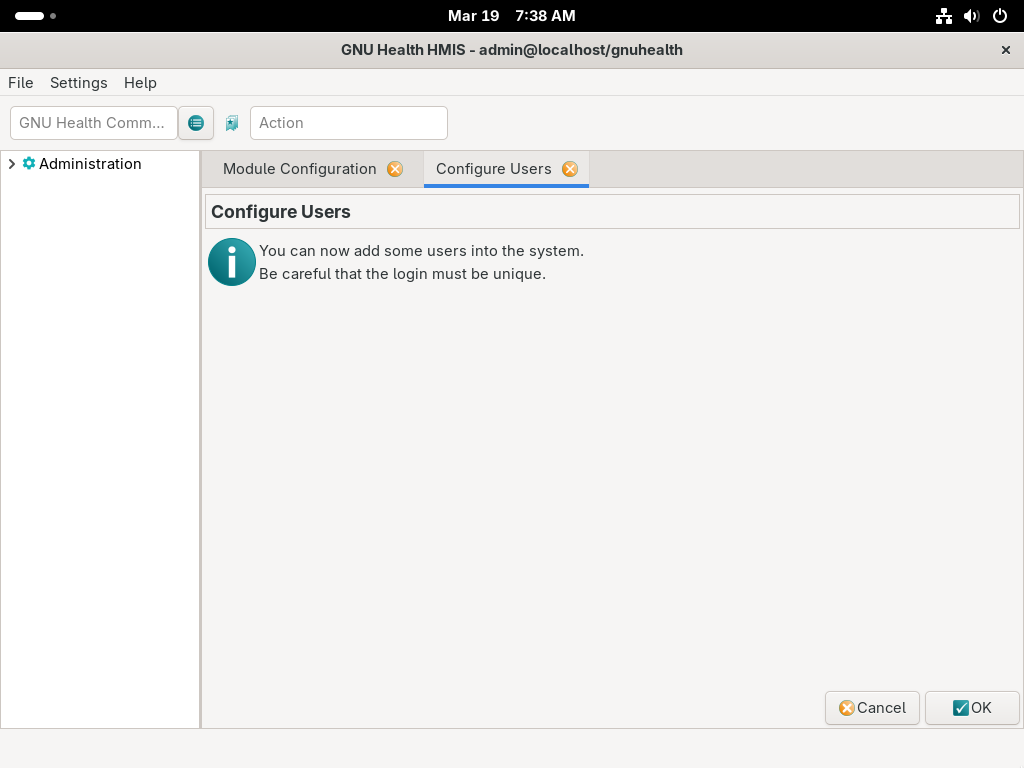 Mar 19 7:38 AM
GNU Health HMIS - admin@localhost/gnuhealth
File Settings Help
GNU Health Comm... Action
Administration
Module Configuration Configure Users
Configure Users
You can now add some users into the system.
Be careful that the login must be unique.
Cancel OK